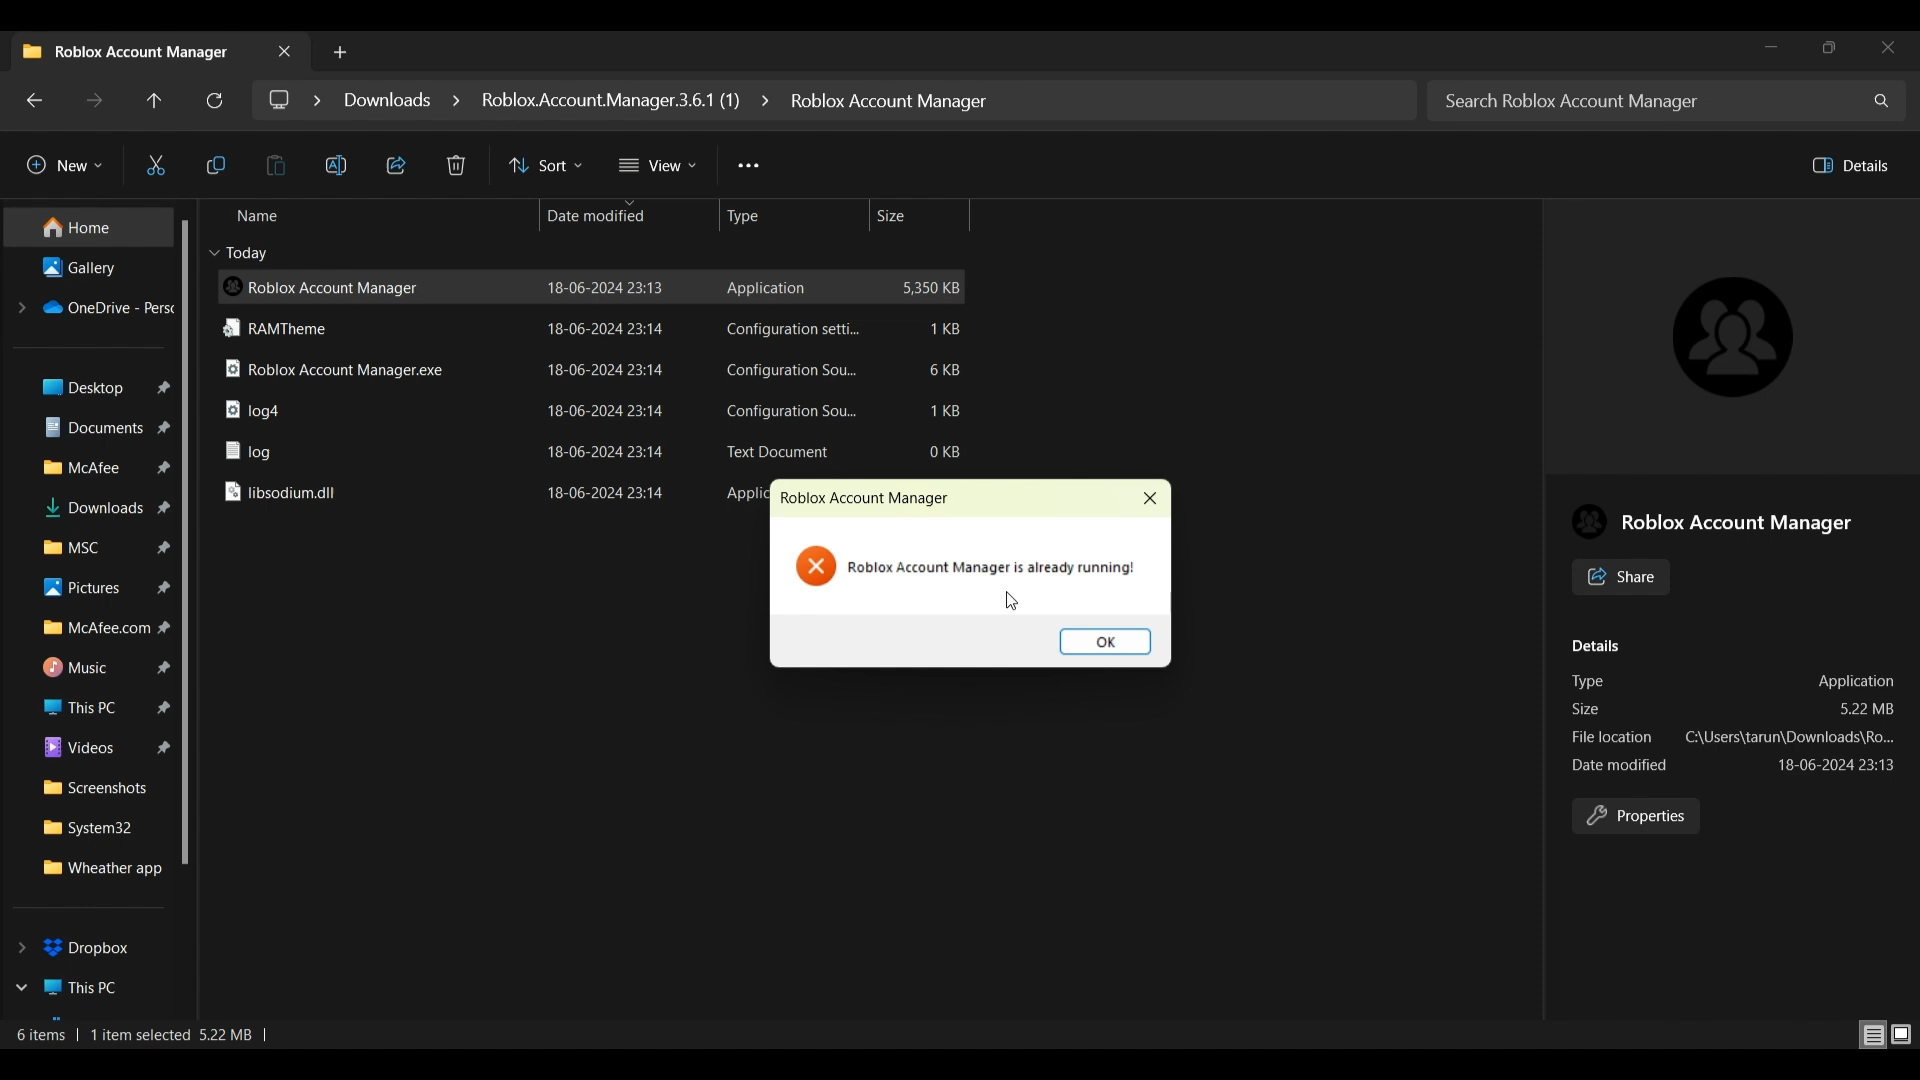 Roblox Account Manager
Downloads > Roblox.Account.Manager.3.6.1 (1) > Roblox Account Manager
Search Roblox Account Manager
New
Sort
View
Details
Home
Gallery
OneDrive - Persc
Desktop
Documents
McAfee
Downloads
MSC
Pictures
McAfee.com
Music
This PC
Videos
Screenshots
System32
Wheather app
Dropbox
This PC
Name Date modified Type Size
Today
Roblox Account Manager 18-06-2024 23:13 Application 5,350 KB
RAMTheme 18-06-2024 23:14 Configuration setti... 1 KB
Roblox Account Manager.exe 18-06-2024 23:14 Configuration Sou... 6 KB
log4 18-06-2024 23:14 Configuration Sou... 1 KB
log 18-06-2024 23:14 Text Document 0 KB
libsodium.dll 18-06-2024 23:14 Applic
Roblox Account Manager
Roblox Account Manager is already running!
OK
Roblox Account Manager
Share
Details
Type Application
Size 5.22 MB
File location C:\Users\tarun\Downloads\Ro...
Date modified 18-06-2024 23:13
Properties
6 items | 1 item selected 5.22 MB |